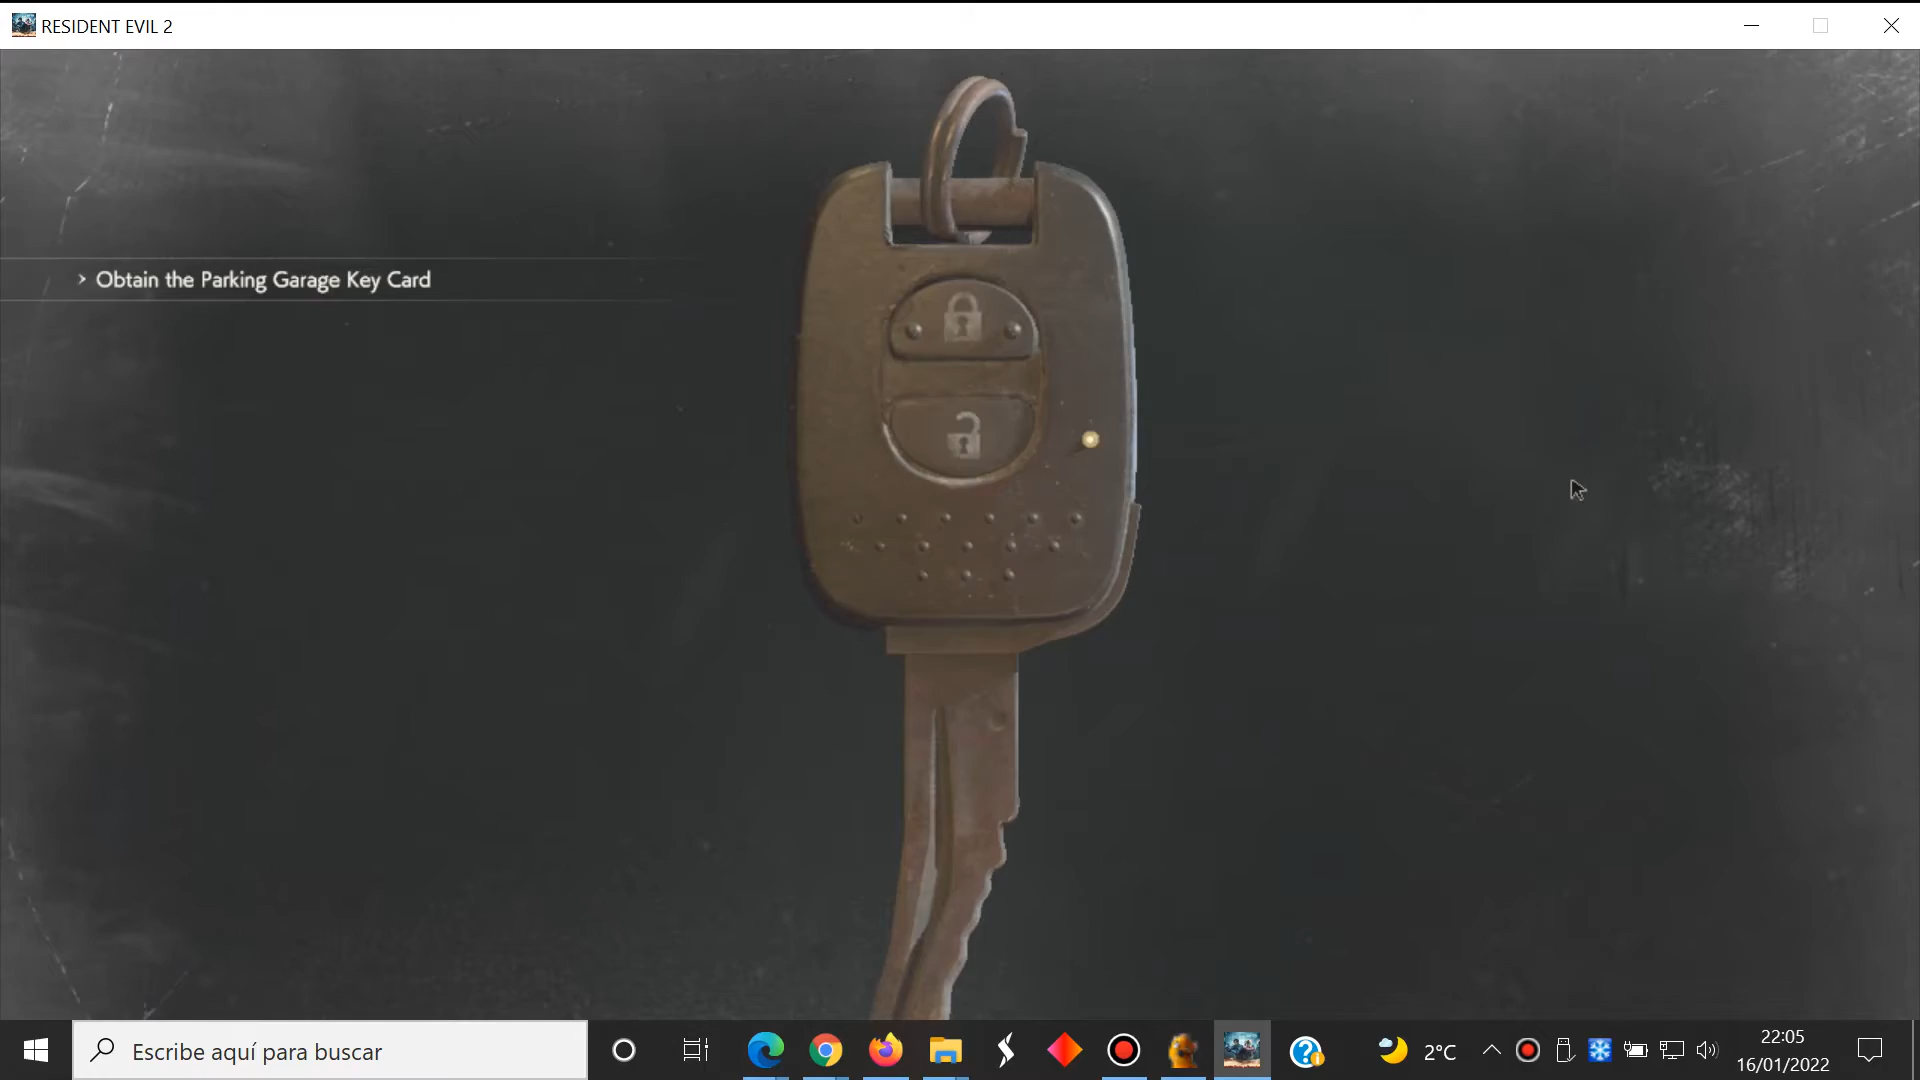 RESIDENT EVIL 2
> Obtain the Parking Garage Key Card
Escribe aquí para buscar
2°C
22:05
16/01/2022